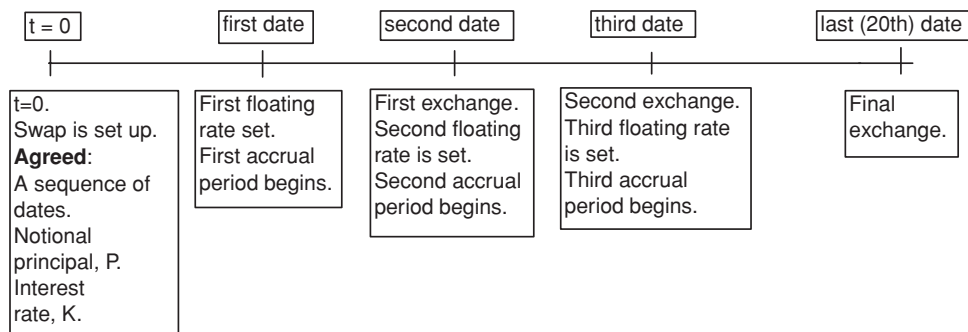 t = 0
first date
second date
third date
last (20th) date
t=0.
Swap is set up.
Agreed:
A sequence of
dates.
Notional
principal, P.
Interest
rate, K.
First floating
rate set.
First accrual
period begins.
First exchange.
Second floating
rate is set.
Second accrual
period begins.
Second exchange.
Third floating rate
is set.
Third accrual
period begins.
Final
exchange.